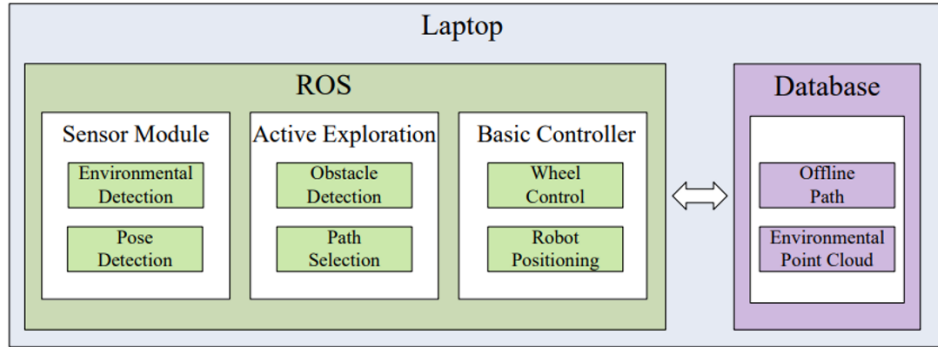 Laptop
ROS
Sensor Module
Environmental
Detection
Pose
Detection
Active Exploration
Obstacle
Detection
Path
Selection
Basic Controller
Wheel
Control
Robot
Positioning
Database
Offline
Path
Environmental
Point Cloud